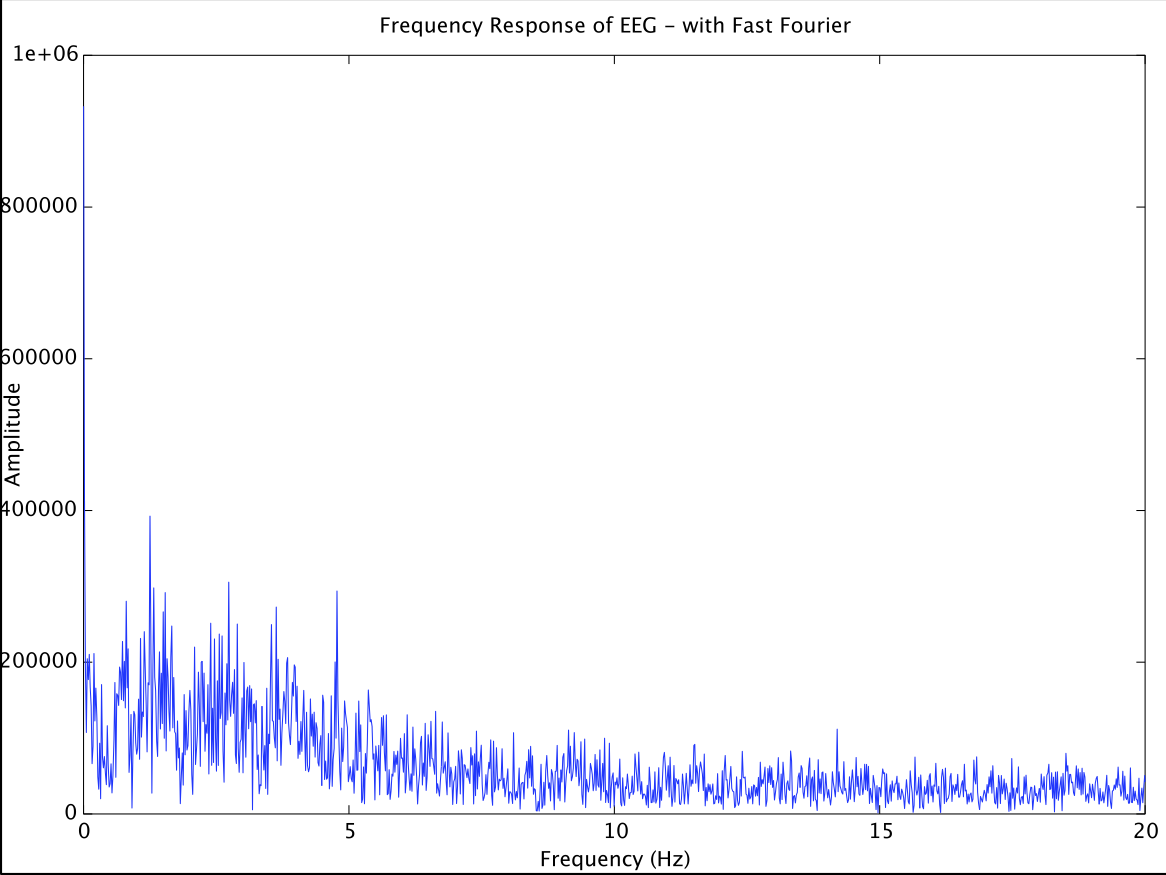 Frequency Response of EEG – with Fast Fourier
1e+06
800000
600000
400000
200000
0
Amplitude
0 5 10 15 20
Frequency (Hz)